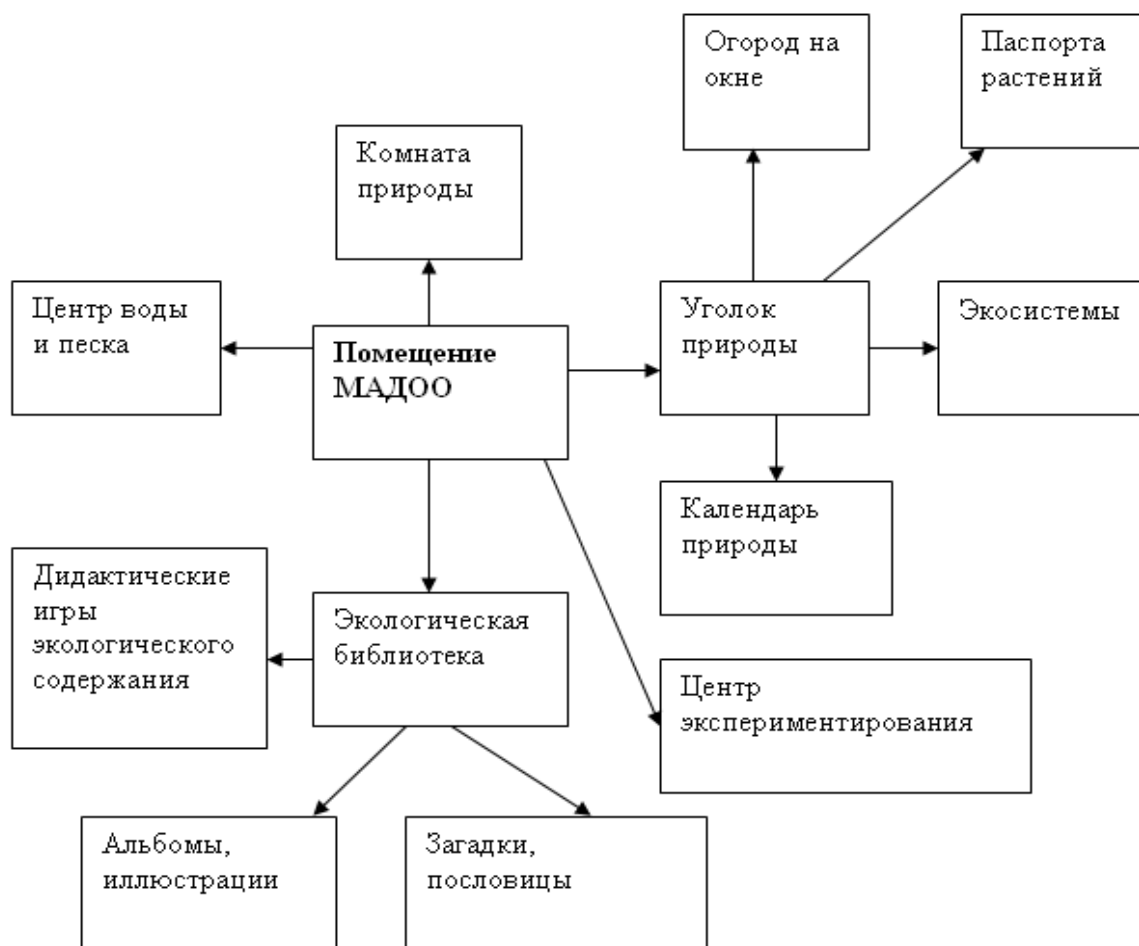 Огород на
окне
Паспорта
растений
Комната
природы
Центр воды
и песка
Помещение
МАДОО
Уголок
природы
Экосистемы
Календарь
природы
Дидактические
игры
экологического
содержания
Экологическая
библиотека
Центр
экспериментирования
Альбомы,
иллюстрации
Загадки,
пословицы